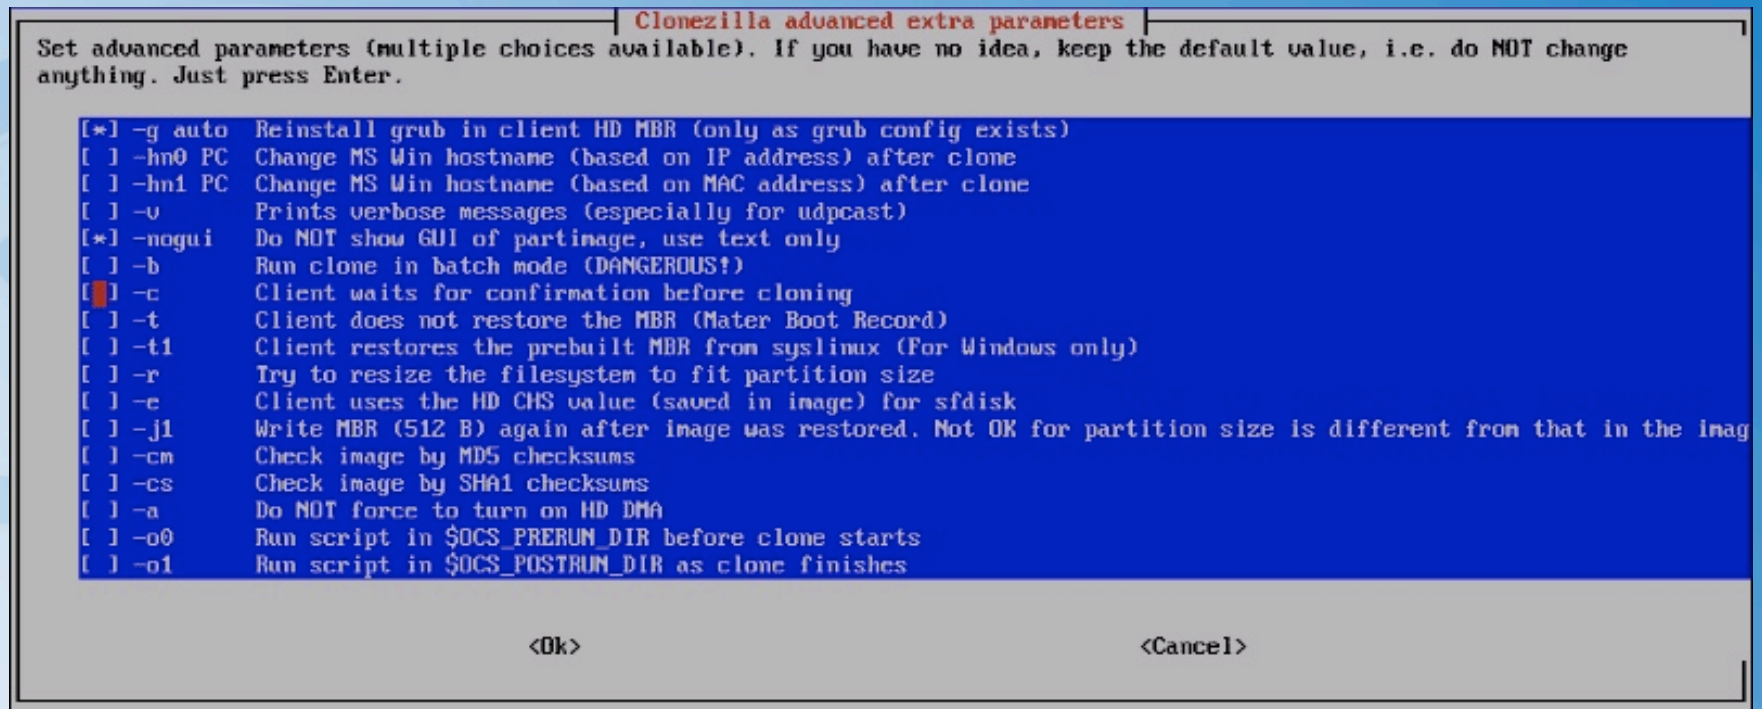 Clonezilla advanced extra parameters
Set advanced parameters (multiple choices available). If you have no idea, keep the default value, i.e. do NOT change
anything. Just press Enter.
[*] -g auto Reinstall grub in client HD MBR (only as grub config exists)
[ ] -hn0 PC Change MS Win hostname (based on IP address) after clone
[ ] -hn1 PC Change MS Win hostname (based on MAC address) after clone
[ ] -v Prints verbose messages (especially for udpcast)
[*] -nogui Do NOT show GUI of partimage, use text only
[ ] -b Run clone in batch mode (DANGEROUS!)
[ ] -c Client waits for confirmation before cloning
[ ] -t Client does not restore the MBR (Mater Boot Record)
[ ] -t1 Client restores the prebuilt MBR from syslinux (For Windows only)
[ ] -r Try to resize the filesystem to fit partition size
[ ] -e Client uses the HD CHS value (saved in image) for sfdisk
[ ] -j1 Write MBR (512 B) again after image was restored. Not OK for partition size is different from that in the imag
[ ] -cm Check image by MD5 checksums
[ ] -cs Check image by SHA1 checksums
[ ] -a Do NOT force to turn on HD DMA
[ ] -o0 Run script in $OCS_PRERUN_DIR before clone starts
[ ] -o1 Run script in $OCS_POSTRUN_DIR as clone finishes
<Ok> <Cancel>